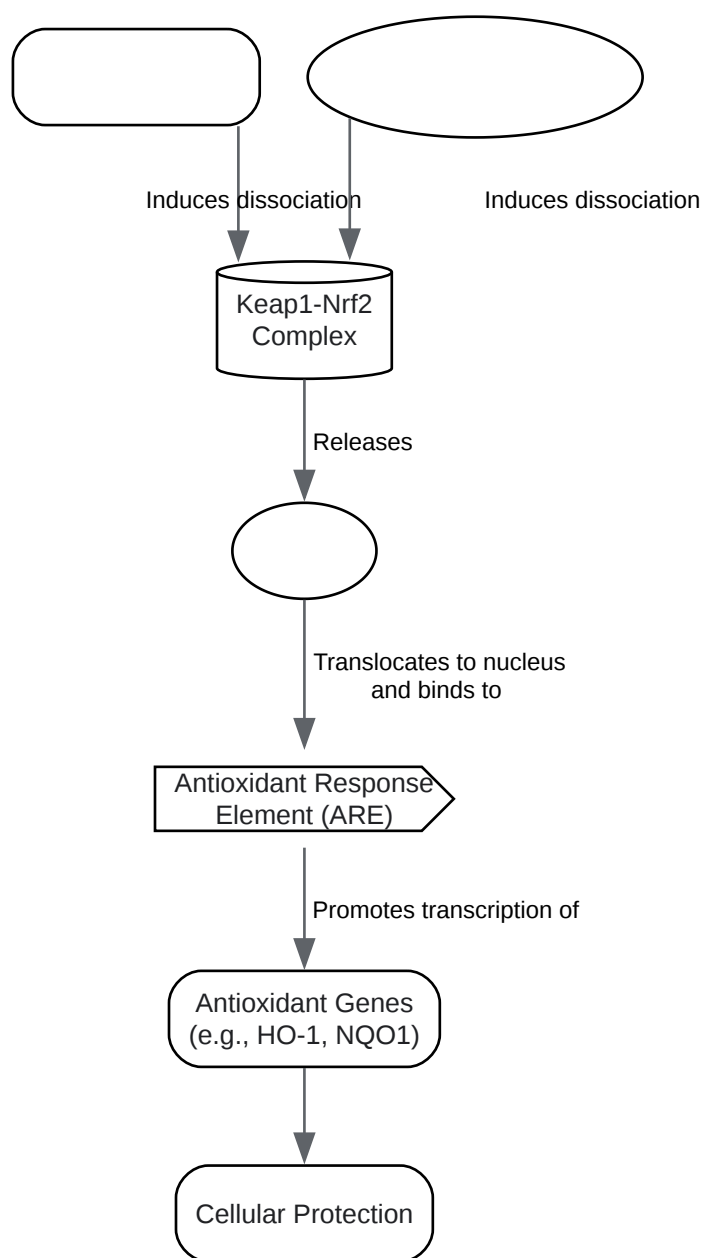 Induces dissociation
Induces dissociation
Keap1-Nrf2
Complex
Releases
Translocates to nucleus
and binds to
Antioxidant Response
Element (ARE)
Promotes transcription of
Antioxidant Genes
(e.g., HO-1, NQO1)
Cellular Protection